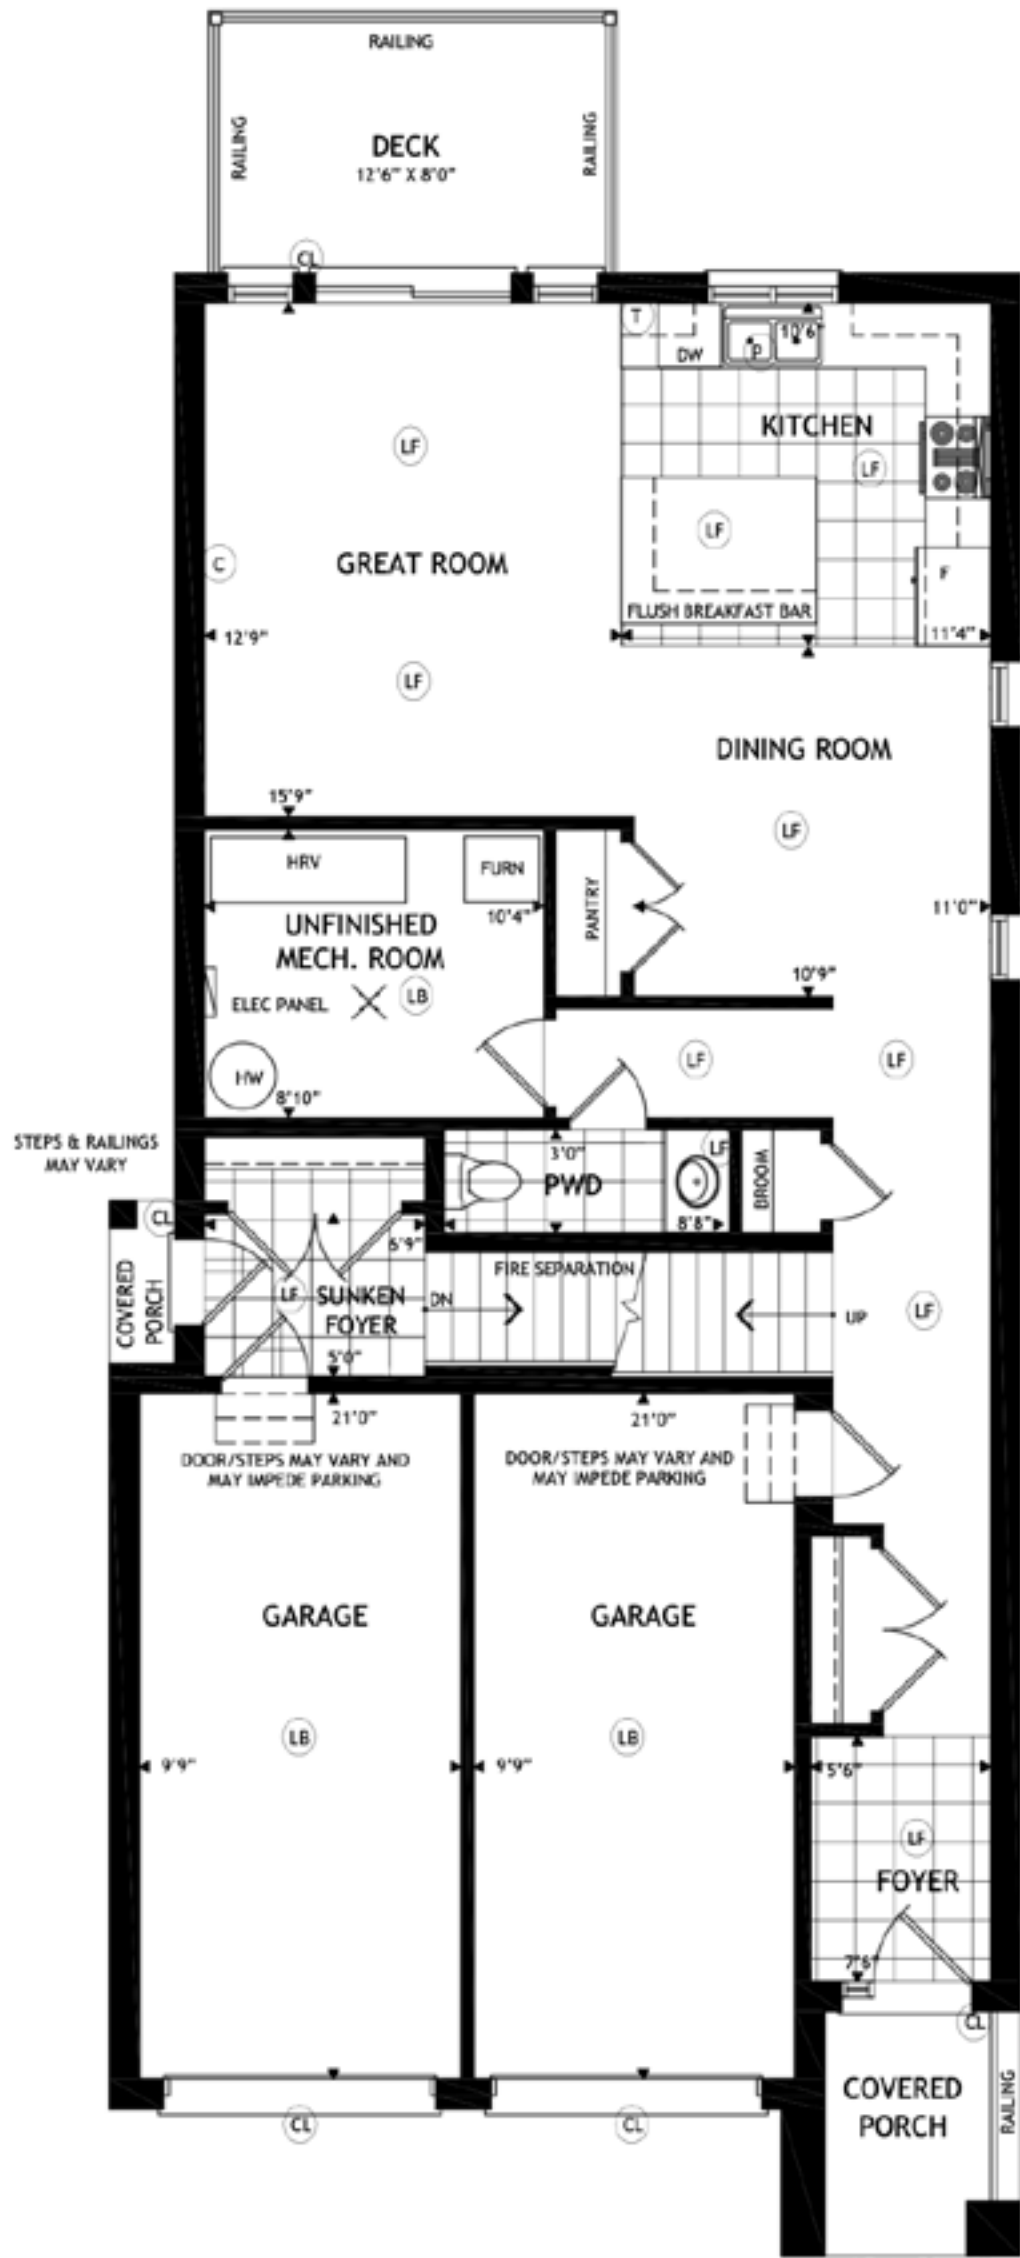 RAILING
RAILING
RAILING
DECK
12'6" X 8'0"
CL
T
DW
P
10'6"
KITCHEN
LF
LF
LF
GREAT ROOM
C
F
FLUSH BREAKFAST BAR
12'9"
11'4"
LF
DINING ROOM
15'9"
LF
HRV
FURN
10'4"
PANTRY
11'0"
UNFINISHED
MECH. ROOM
10'9"
ELEC PANEL
LB
HW
8'10"
LF
LF
STEPS & RAILINGS
MAY VARY
3'0"
LF
PWD
BROOM
CL
8'8"
6'9"
COVERED
PORCH
FIRE SEPARATION
LF
SUNKEN
FOYER
DN
UP
LF
5'0"
21'0"
21'0"
DOOR/STEPS MAY VARY AND
MAY IMPEDE PARKING
DOOR/STEPS MAY VARY AND
MAY IMPEDE PARKING
GARAGE
GARAGE
LB
LB
9'9"
9'9"
5'6"
LF
FOYER
7'6"
CL
COVERED
PORCH
RAILING
CL
CL